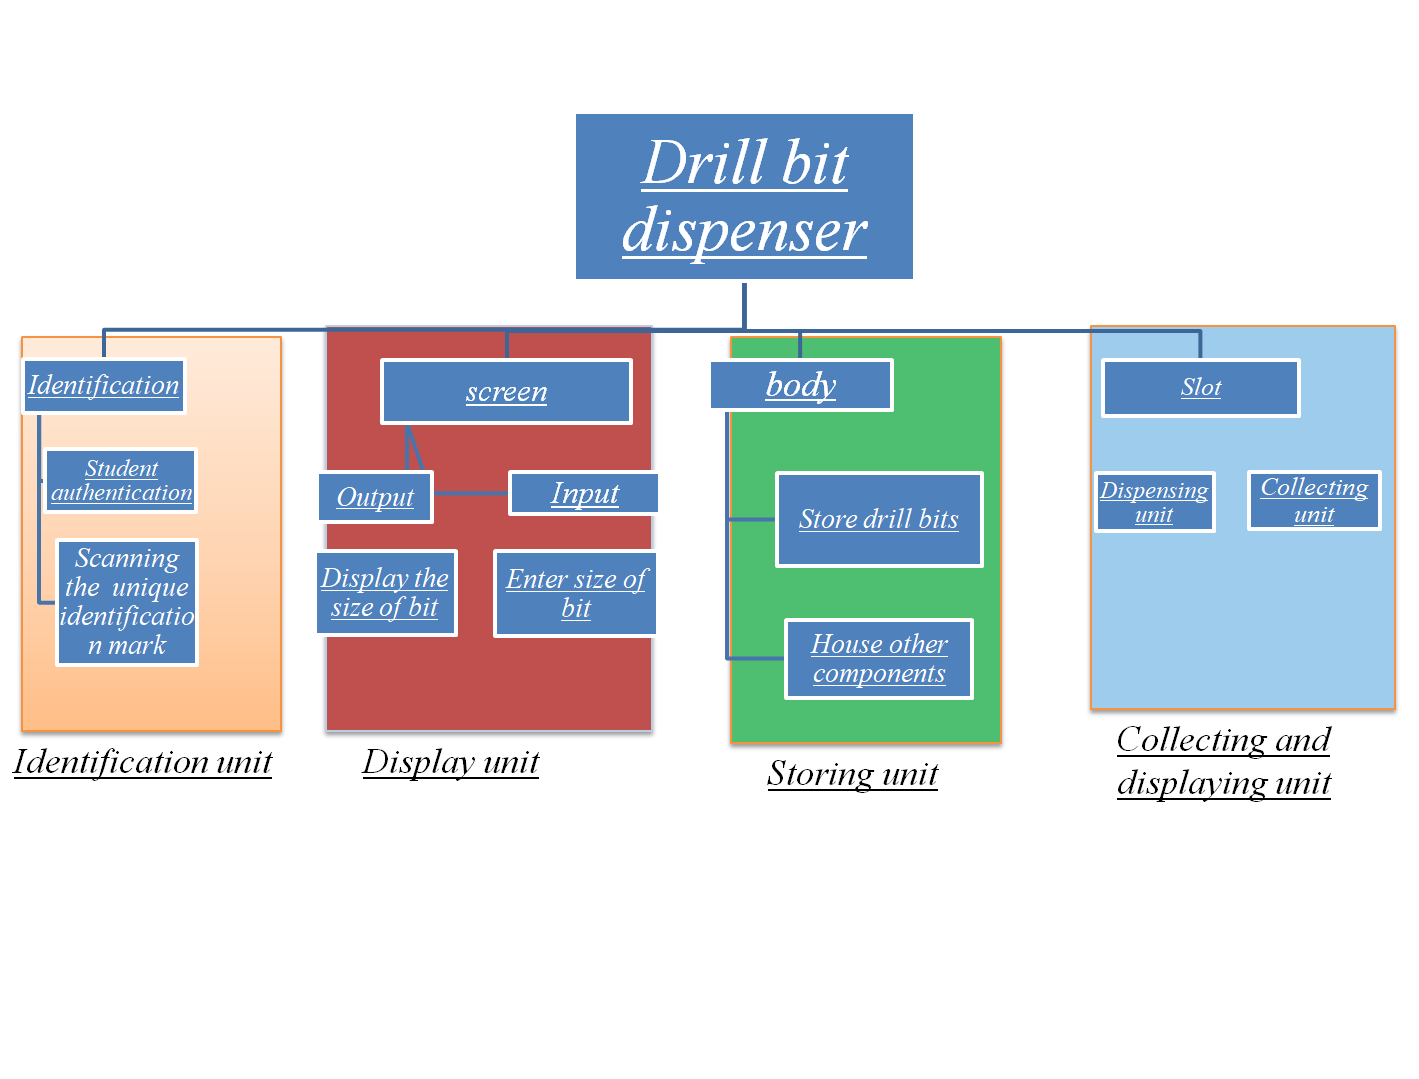 Drill bit
dispenser
Identification
Student
authentication
Scanning
the unique
identificatio
n mark
Identification unit
screen
Output
Input
Display the
size of bit
Enter size of
bit
Display unit
body
Store drill bits
House other
components
Storing unit
Slot
Dispensing
unit
Collecting
unit
Collecting and
displaying unit